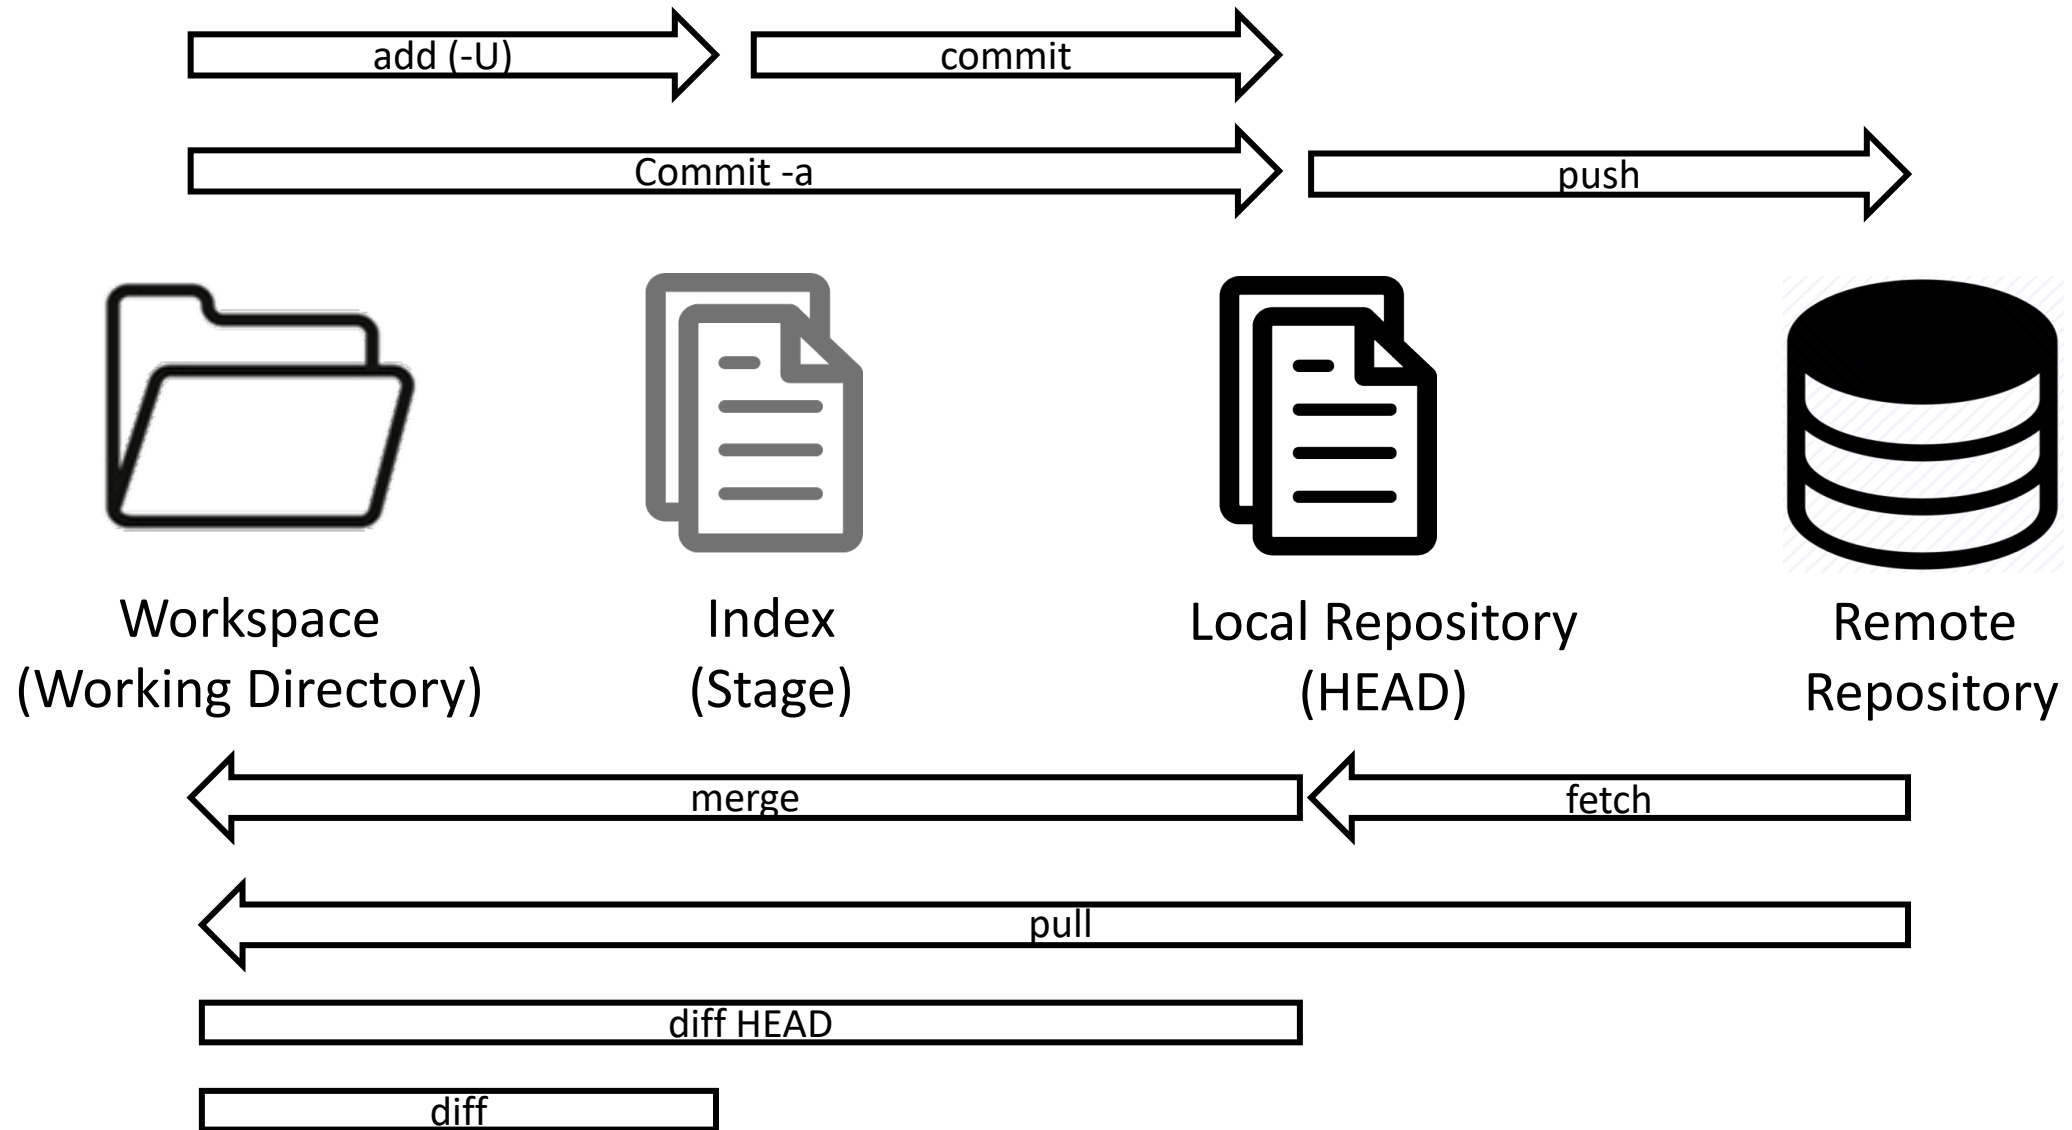 add (-U)
commit
Commit -a
push
Workspace
(Working Directory)
Index
(Stage)
Local Repository
(HEAD)
Remote
Repository
merge
fetch
pull
diff HEAD
diff